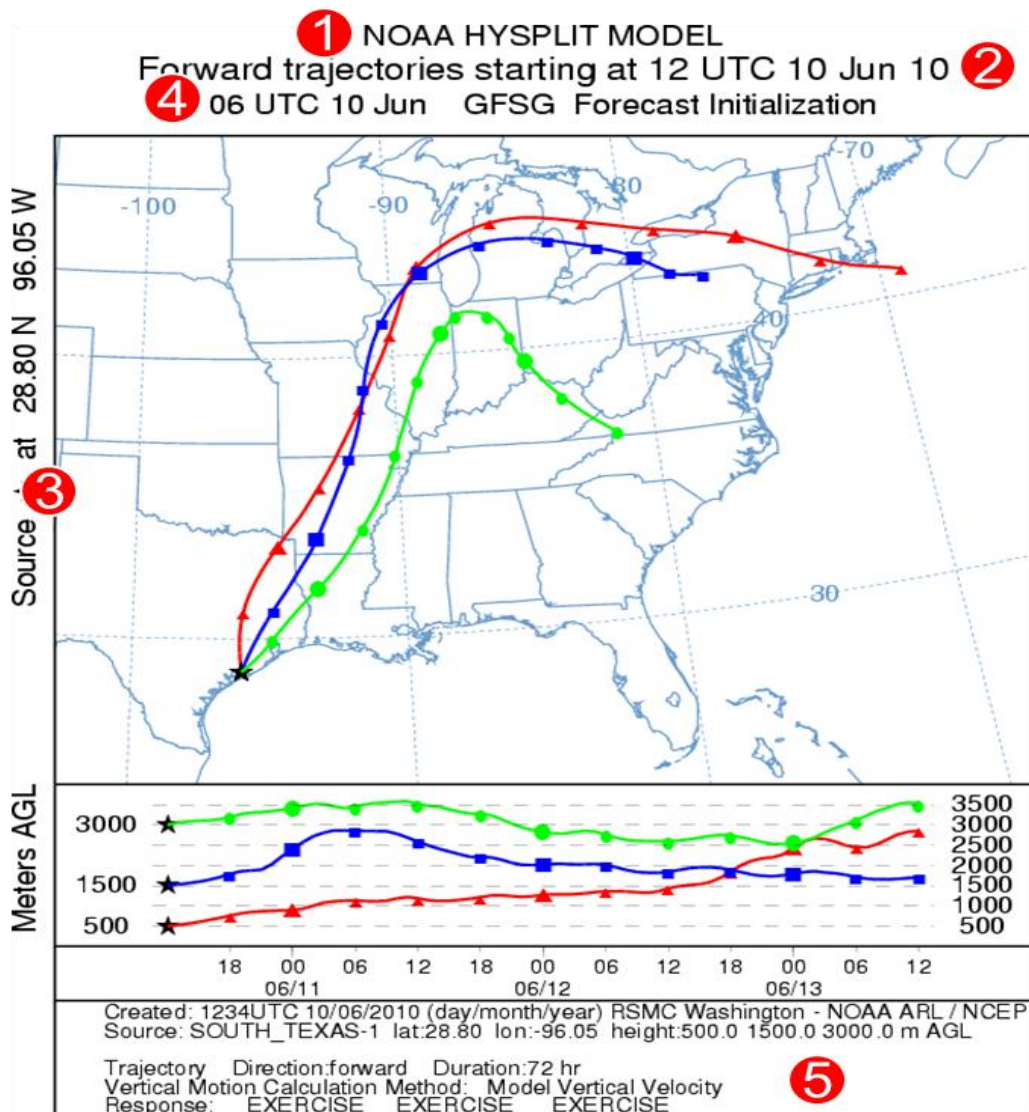 1 NOAA HYSPLIT MODEL
Forward trajectories starting at 12 UTC 10 Jun 10 2
4 06 UTC 10 Jun GFSG Forecast Initialization
Source at 28.80 N 96.05 W
3
-100
-90
-80
-70
40
30
Meters AGL
3000
1500
500
3500
3000
2500
2000
1500
1000
500
18 00 06 12 18 00 06 12 18 00 06 12
06/11 06/12 06/13
Created: 1234UTC 10/06/2010 (day/month/year) RSMC Washington - NOAA ARL / NCEP
Source: SOUTH_TEXAS-1 lat:28.80 lon:-96.05 height:500.0 1500.0 3000.0 m AGL
Trajectory Direction:forward Duration:72 hr
5
Vertical Motion Calculation Method: Model Vertical Velocity
Response: EXERCISE EXERCISE EXERCISE